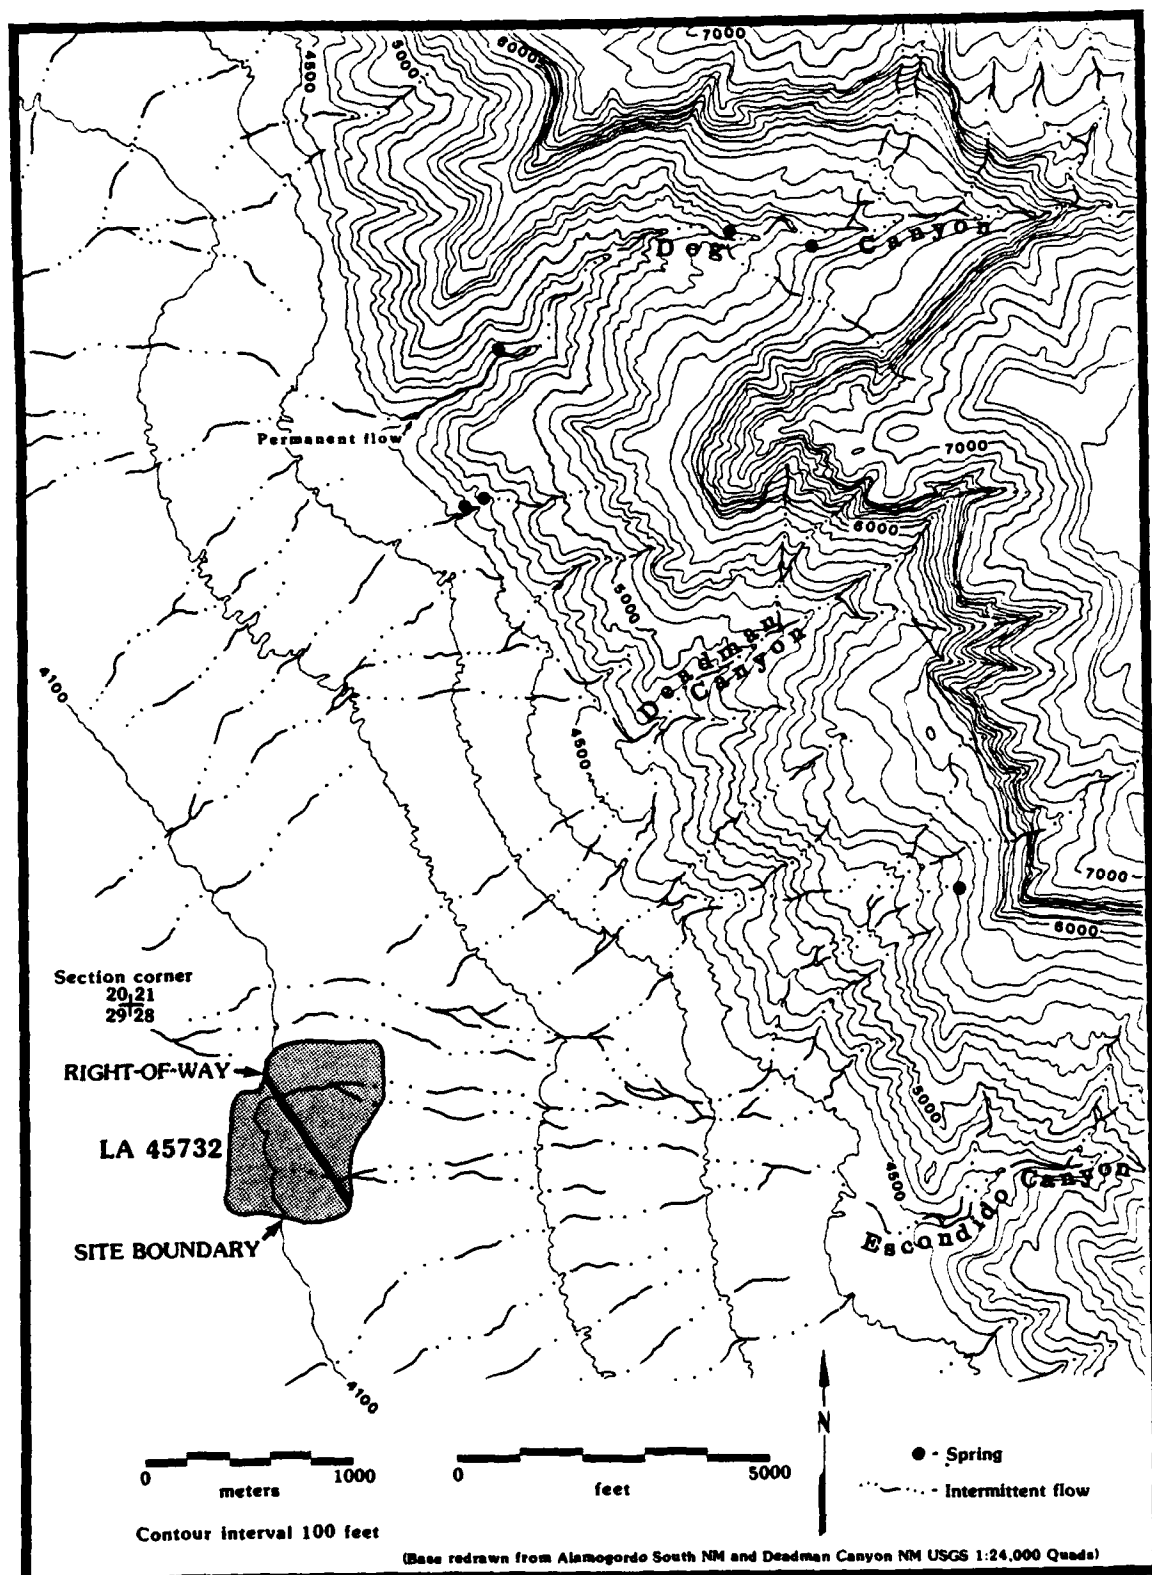 7000
6000
5000
4500
Dog Canyon
Permanent flow
7000
6000
5000
Deadman
Canyon
4100
4500
7000
6000
Section corner
20 21
29 28
RIGHT-OF-WAY
LA 45732
SITE BOUNDARY
5000
4500
Escondido Canyon
4100
N
0 1000
meters
0 5000
feet
Spring
Intermittent flow
Contour interval 100 feet
(Base redrawn from Alamogordo South NM and Deadman Canyon NM USGS 1:24,000 Quads)